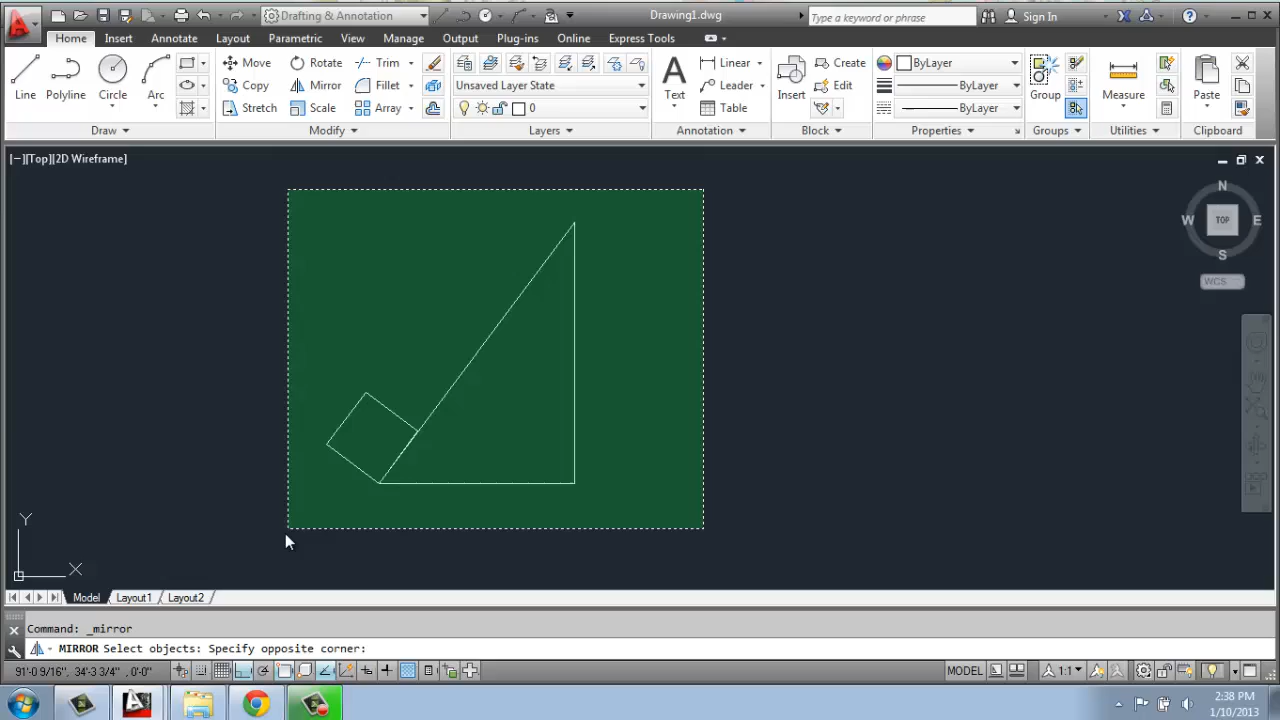 Drafting & Annotation
Drawing1.dwg
Type a keyword or phrase
Sign In
Home Insert Annotate Layout Parametric View Manage Output Plug-ins Online Express Tools
Line
Polyline
Circle
Arc
Draw
Move
Rotate
Trim
Copy
Mirror
Fillet
Stretch
Scale
Array
Modify
Unsaved Layer State
0
Layers
Text
Linear
Leader
Table
Annotation
Insert
Create
Edit
Block
ByLayer
ByLayer
ByLayer
Properties
Group
Groups
Measure
Utilities
Paste
Clipboard
[−][Top][2D Wireframe]
N
W TOP E
S
WCS
Y
X
Model Layout1 Layout2
Command: _mirror
MIRROR Select objects: Specify opposite corner:
91'-0 9/16", 34'-3 3/4" , 0'-0"
MODEL
1:1
2:38 PM
1/10/2013